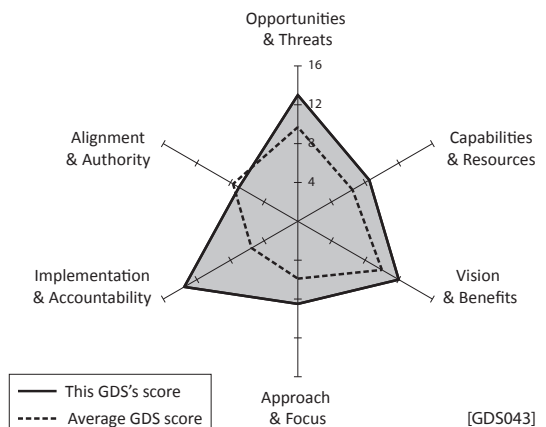 Opportunities
& Threats
16
12
8
4
Alignment
& Authority
Capabilities
& Resources
Implementation
& Accountability
Vision
& Benefits
This GDS's score
Average GDS score
Approach
& Focus
[GDS043]